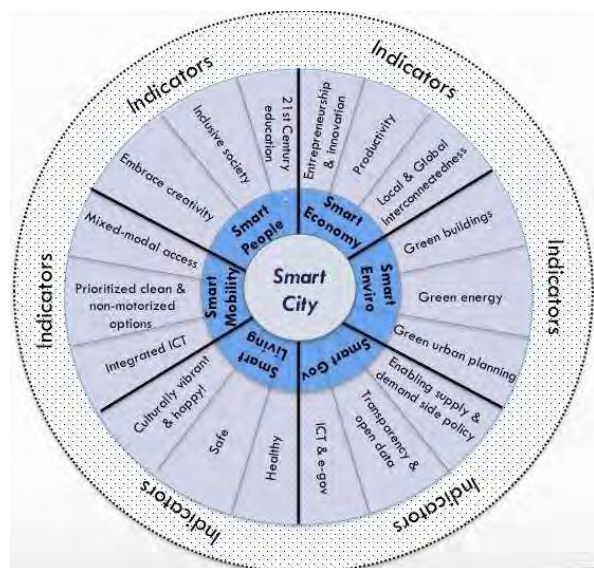 Indicators
Indicators
Indicators
Indicators
Indicators
Indicators
Smart
City
Smart
Economy
Entrepreneurship
& innovation
Productivity
Local & Global
Interconnectedness
Smart
Enviro
Green buildings
Green energy
Green urban planning
Smart Gov
Enabling supply &
demand side policy
Transparency &
open data
ICT & e-gov
Smart
Living
Healthy
Safe
Culturally vibrant
& happy!
Smart
Mobility
Integrated ICT
Prioritized clean &
non-motorized
options
Mixed-modal access
Smart
People
Embrace creativity
Inclusive society
21st Century
education